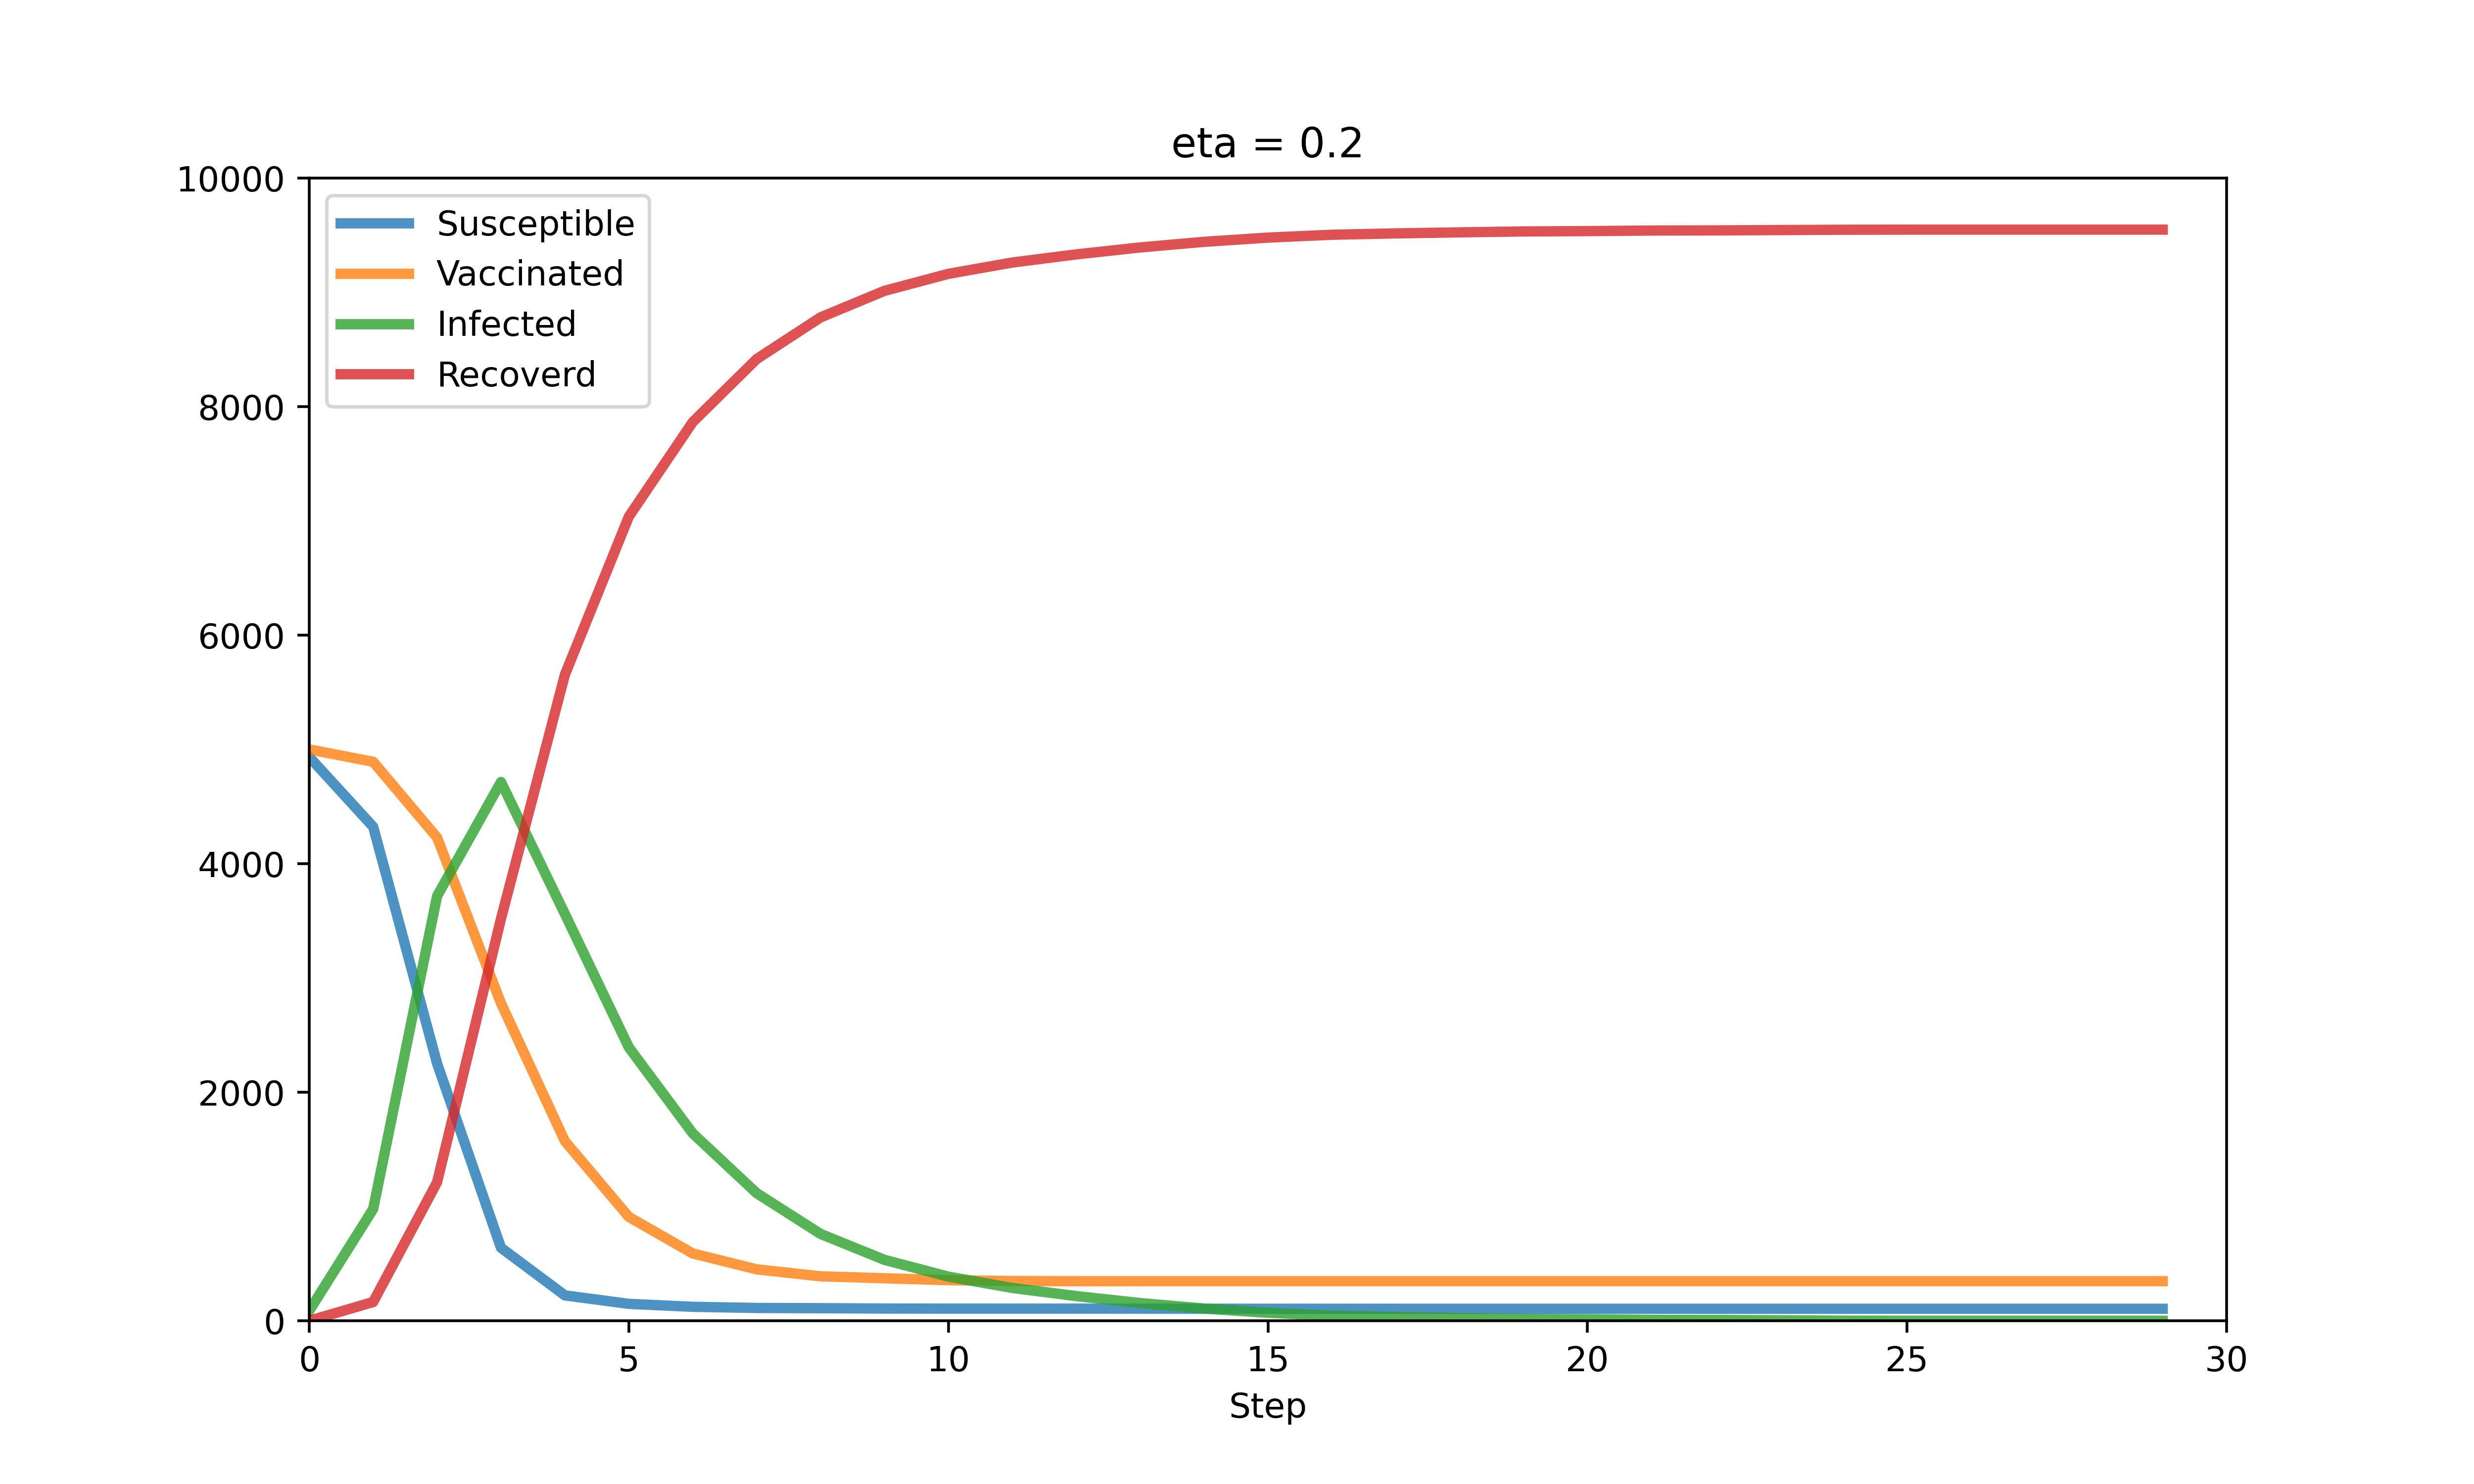 eta = 0.2
10000
8000
6000
4000
2000
0
Susceptible
Vaccinated
Infected
Recoverd
0 5 10 15 20 25 30
Step